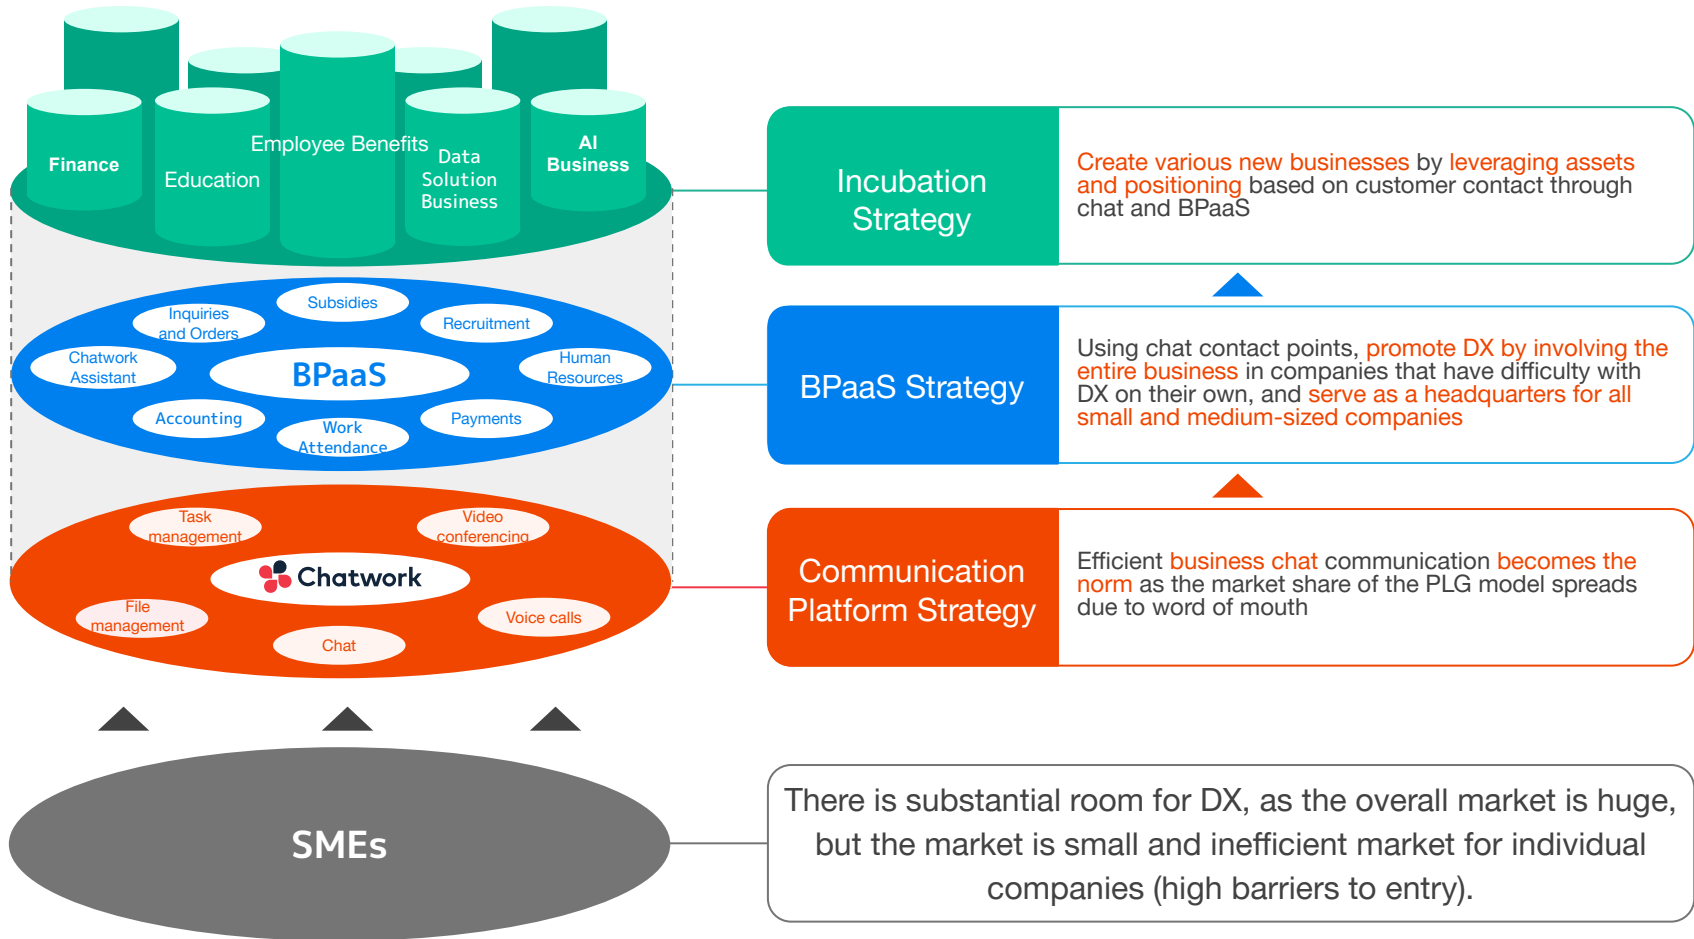 Finance
Education
Employee Benefits
Data
Solution
Business
AI
Business
Incubation
Strategy
Create various new businesses by leveraging assets
and positioning based on customer contact through
chat and BPaaS
Subsidies
Inquiries
and Orders
Recruitment
Chatwork
Assistant
BPaaS
Human
Resources
Accounting
Work
Attendance
Payments
BPaaS Strategy
Using chat contact points, promote DX by involving the
entire business in companies that have difficulty with
DX on their own, and serve as a headquarters for all
small and medium-sized companies
Task
management
Video
conferencing
Chatwork
File
management
Chat
Voice calls
Communication
Platform Strategy
Efficient business chat communication becomes the
norm as the market share of the PLG model spreads
due to word of mouth
SMEs
There is substantial room for DX, as the overall market is huge,
but the market is small and inefficient market for individual
companies (high barriers to entry).